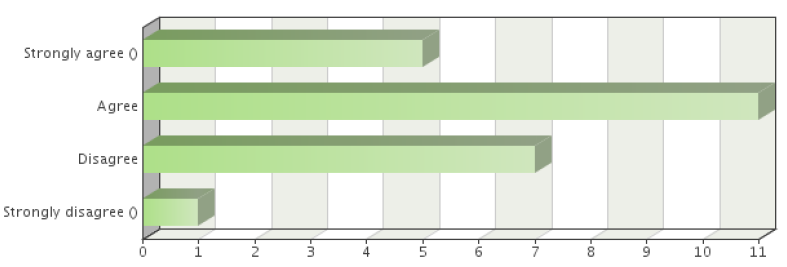 Strongly agree ()
Agree
Disagree
Strongly disagree ()
0 1 2 3 4 5 6 7 8 9 10 11